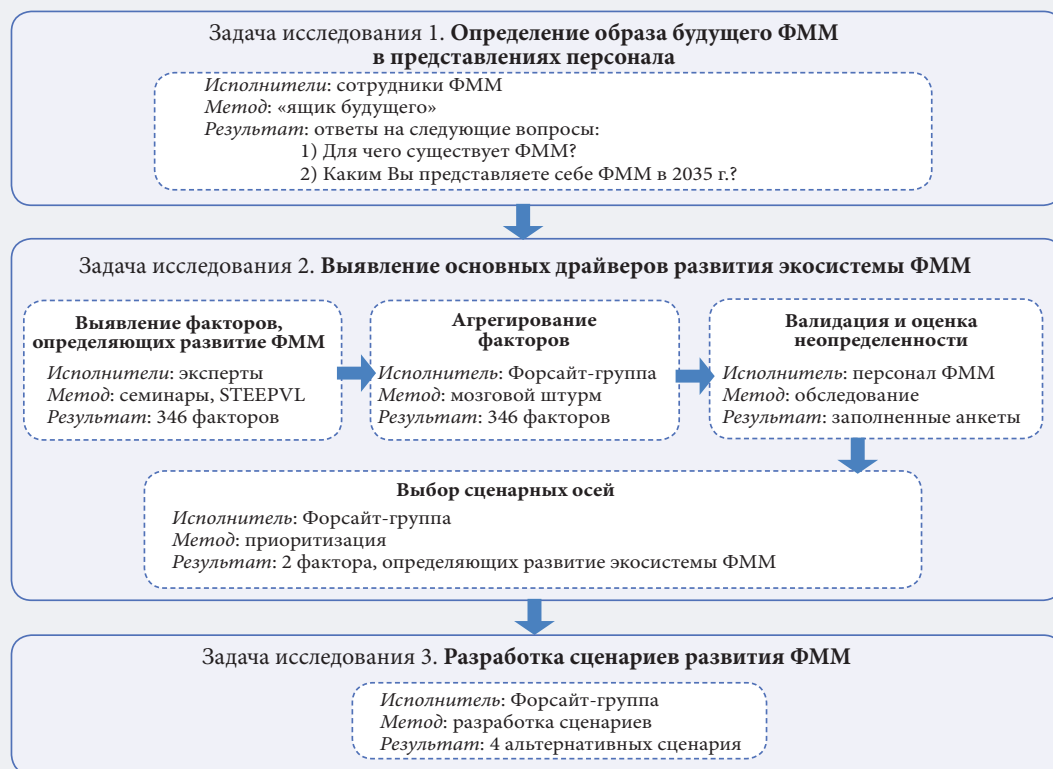 Задача исследования 1. Определение образа будущего ФММ
в представлениях персонала
Исполнители: сотрудники ФММ
Метод: «ящик будущего»
Результат: ответы на следующие вопросы:
1) Для чего существует ФММ?
2) Каким Вы представляете себе ФММ в 2035 г.?
Задача исследования 2. Выявление основных драйверов развития экосистемы ФММ
Выявление факторов,
определяющих развитие ФММ
Исполнители: эксперты
Метод: семинары, STEEPVL
Результат: 346 факторов
Агрегирование
факторов
Исполнитель: Форсайт-группа
Метод: мозговой штурм
Результат: 346 факторов
Валидация и оценка
неопределенности
Исполнитель: персонал ФММ
Метод: обследование
Результат: заполненные анкеты
Выбор сценарных осей
Исполнитель: Форсайт-группа
Метод: приоритизация
Результат: 2 фактора, определяющих развитие экосистемы ФММ
Задача исследования 3. Разработка сценариев развития ФММ
Исполнитель: Форсайт-группа
Метод: разработка сценариев
Результат: 4 альтернативных сценария